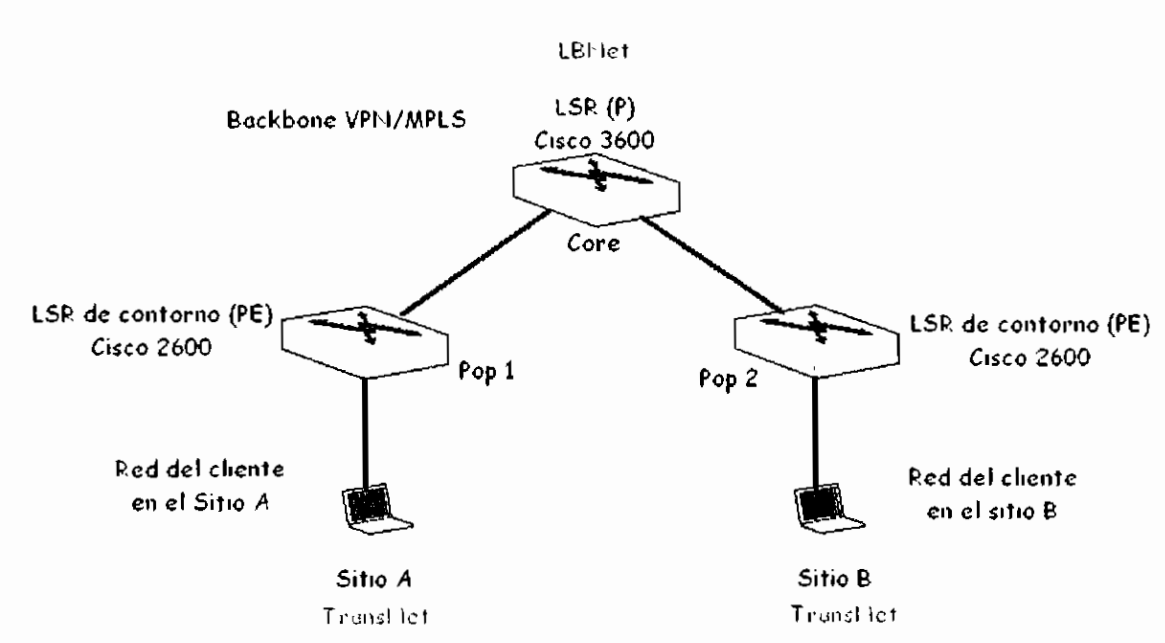 LBNet
Backbone VPN/MPLS
LSR (P)
Cisco 3600
Core
LSR de contorno (PE)
Cisco 2600
Pop 1
LSR de contorno (PE)
Cisco 2600
Pop 2
Red del cliente
en el Sitio A
Red del cliente
en el sitio B
Sitio A
TransNet
Sitio B
TransNet